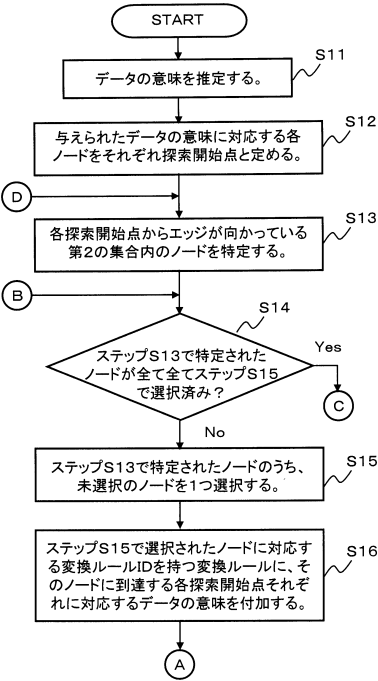 START
S11
データの意味を推定する。
S12
与えられたデータの意味に対応する各
ノードをそれぞれ探索開始点と定める。
D
S13
各探索開始点からエッジが向かっている
第2の集合内のノードを特定する。
B
S14
ステップS13で特定された
ノードが全て全てステップS15
で選択済み?
Yes
C
No
S15
ステップS13で特定されたノードのうち、
未選択のノードを1つ選択する。
S16
ステップS15で選択されたノードに対応す
る変換ルールIDを持つ変換ルールに、そ
のノードに到達する各探索開始点それぞ
れに対応するデータの意味を付加する。
A